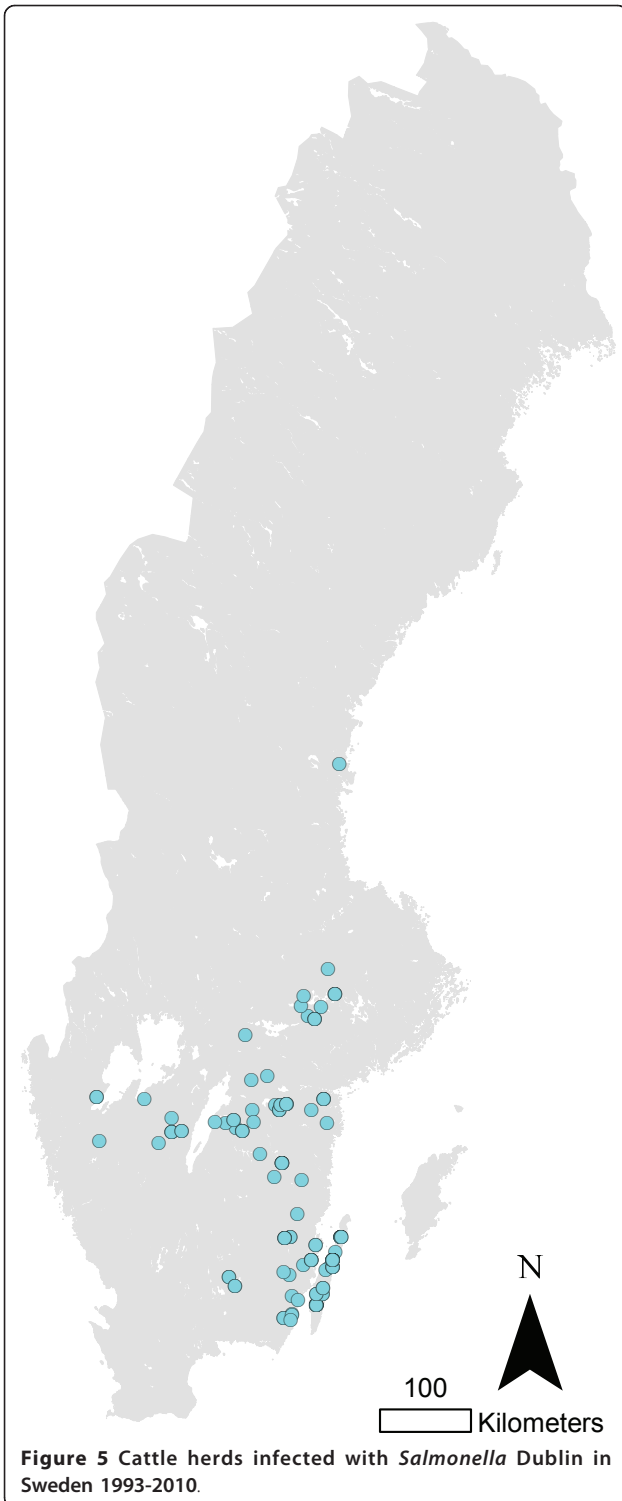 N
100
Kilometers
Figure 5 Cattle herds infected with Salmonella Dublin in
Sweden 1993-2010.